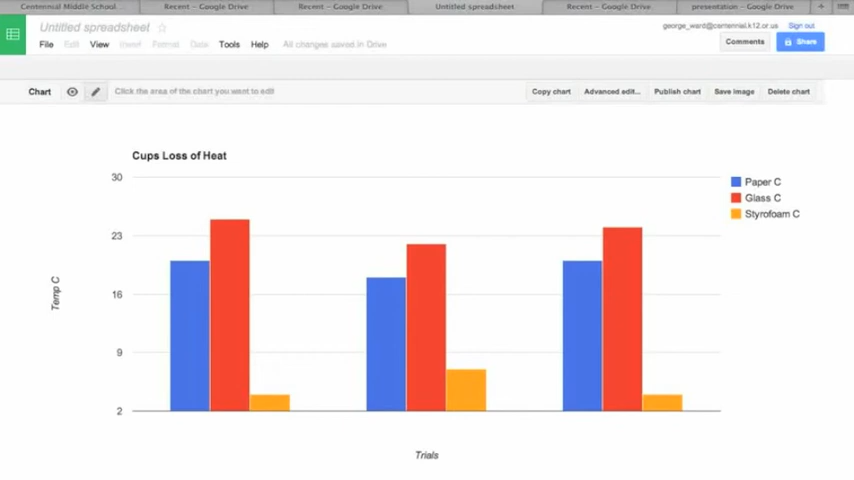 Centennial Middle School...
Recent – Google Drive
Recent – Google Drive
Untitled spreadsheet
Recent – Google Drive
presentation – Google Drive
Untitled spreadsheet
george_ward@centennial.k12.or.us Sign out
File Edit View Insert Format Data Tools Help All changes saved in Drive
Comments
Share
Chart
Click the area of the chart you want to edit
Copy chart
Advanced edit...
Publish chart
Save image
Delete chart
Cups Loss of Heat
30
23
16
9
2
Temp C
Trials
Paper C
Glass C
Styrofoam C